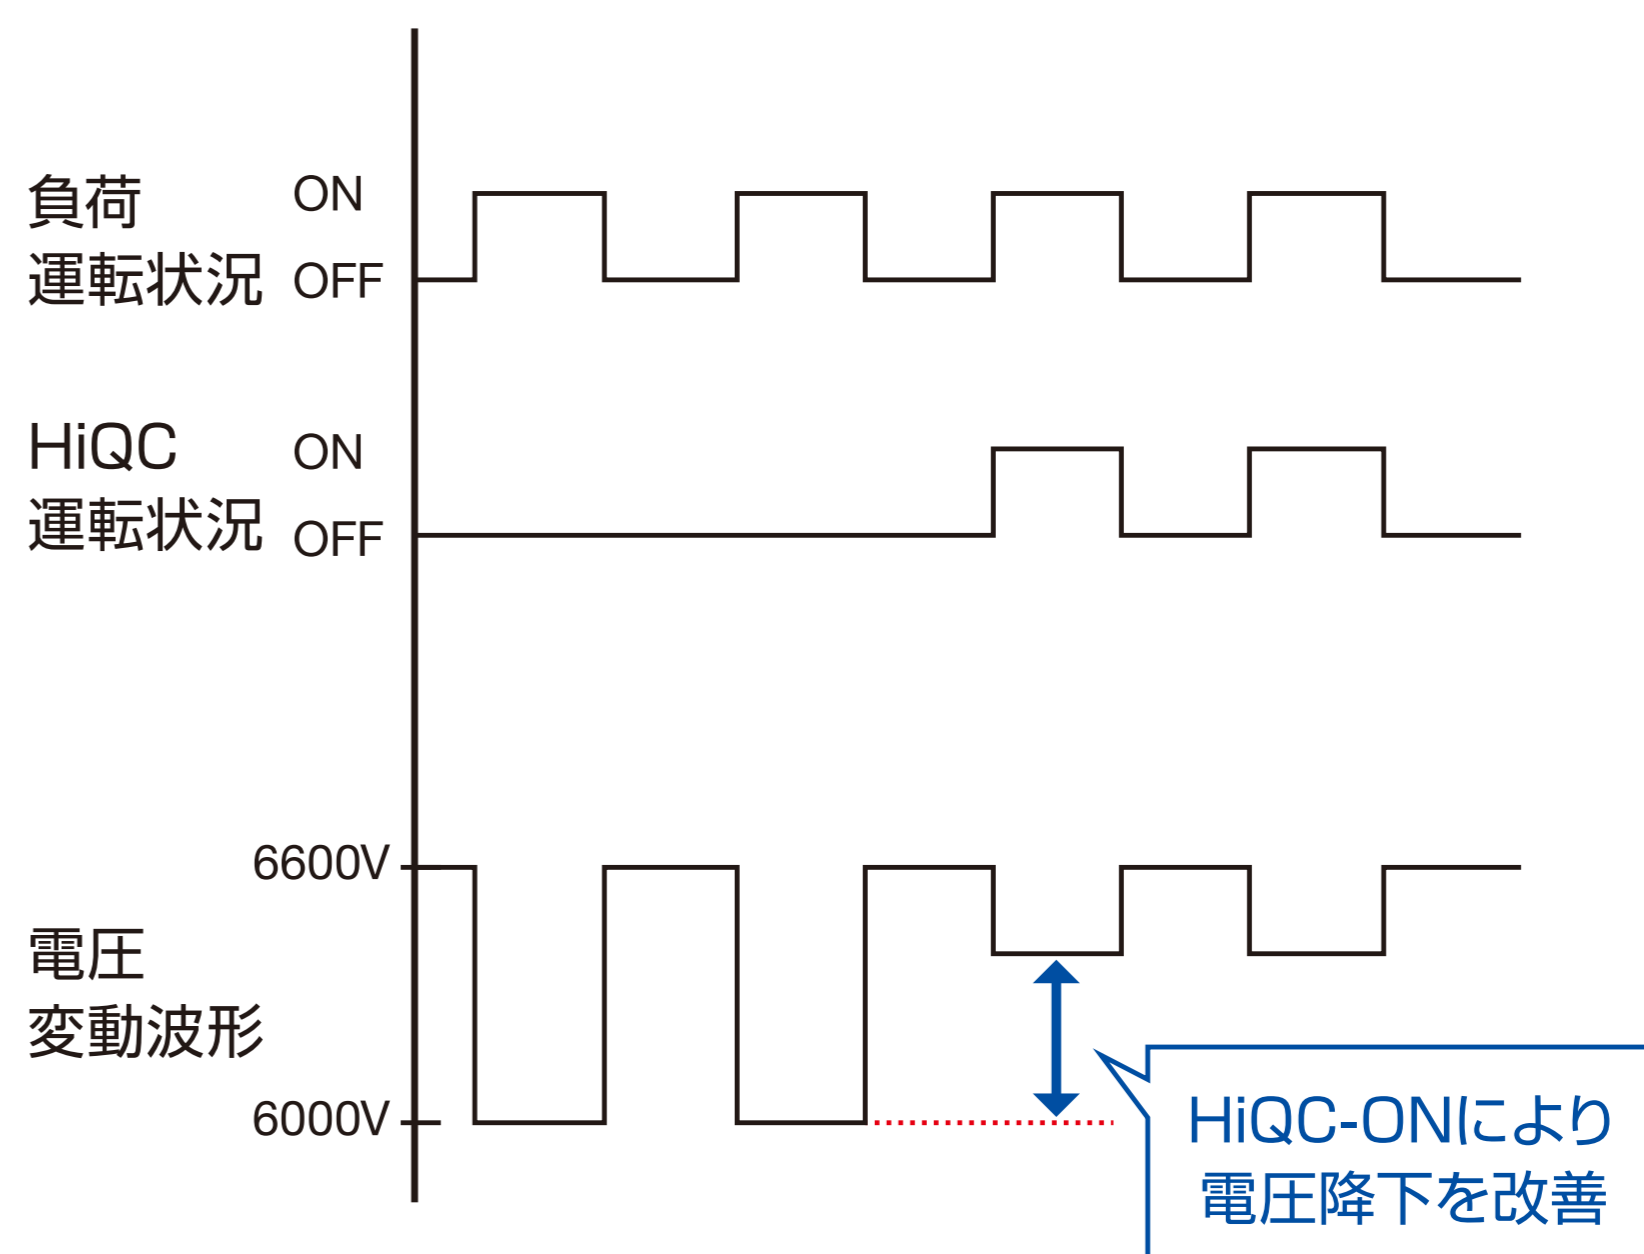 負荷
運転状況
ON
OFF
HiQC
運転状況
ON
OFF
6600V
電圧
変動波形
6000V
HiQC-ONにより
電圧降下を改善